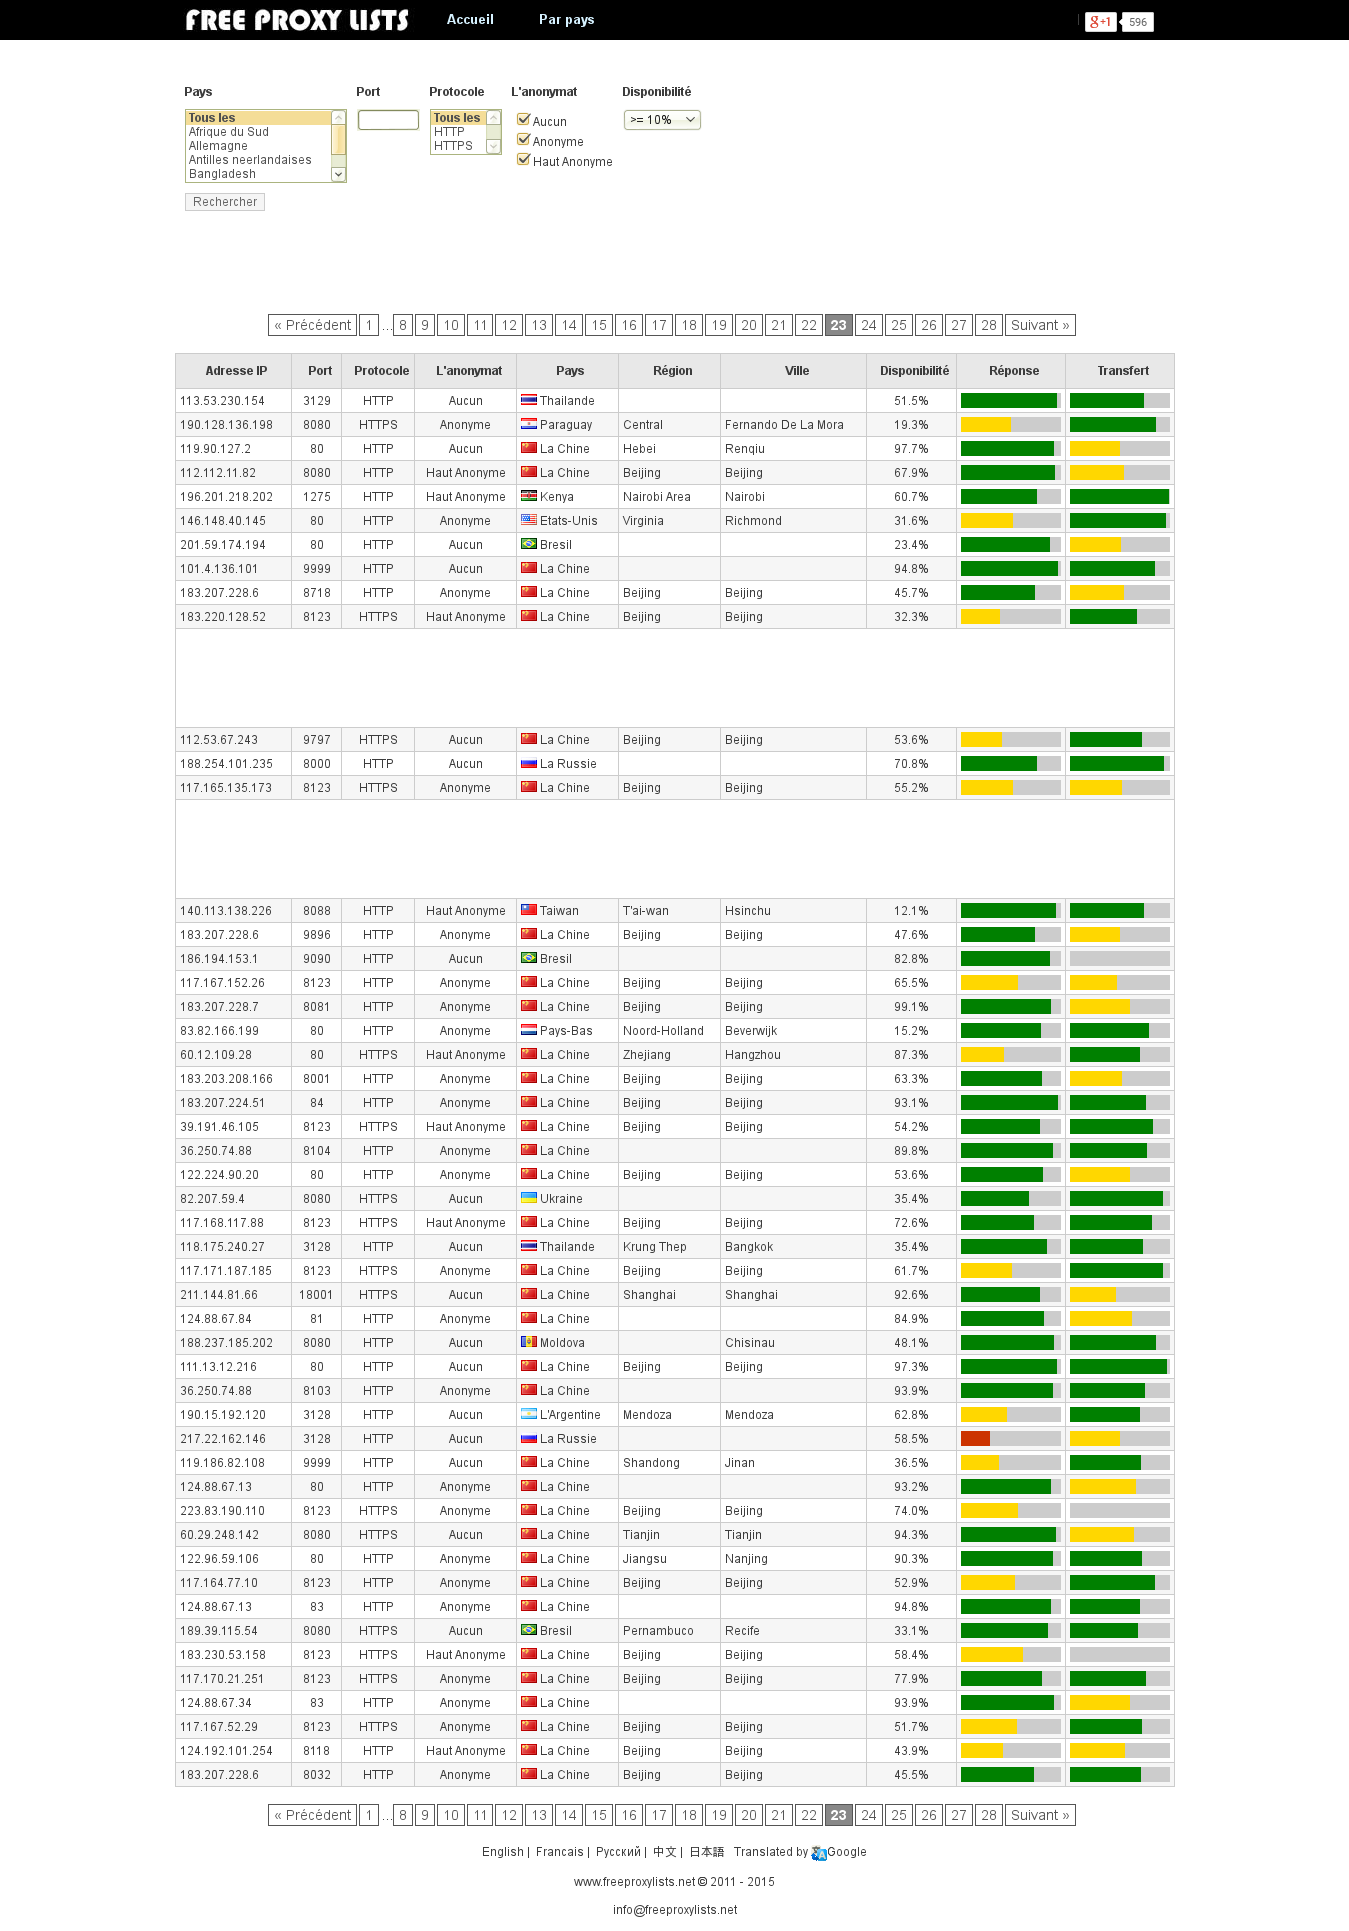 FREE PROXY LISTS Accueil Par pays g+1 596
Pays Port Protocole L'anonymat Disponibilité
Tous les Tous les Aucun >= 10%
Afrique du Sud HTTP Anonyme
Allemagne HTTPS Haut Anonyme
Antilles neerlandaises
Bangladesh
Rechercher
« Précédent 1 ... 8 9 10 11 12 13 14 15 16 17 18 19 20 21 22 23 24 25 26 27 28 Suivant »
Adresse IP Port Protocole L'anonymat Pays Région Ville Disponibilité Réponse Transfert
113.53.230.154 3129 HTTP Aucun Thailande 51.5%
190.128.136.198 8080 HTTPS Anonyme Paraguay Central Fernando De La Mora 19.3%
119.90.127.2 80 HTTP Aucun La Chine Hebei Renqiu 97.7%
112.112.11.82 8080 HTTP Haut Anonyme La Chine Beijing Beijing 67.9%
196.201.218.202 1275 HTTP Haut Anonyme Kenya Nairobi Area Nairobi 60.7%
146.148.40.145 80 HTTP Anonyme Etats-Unis Virginia Richmond 31.6%
201.59.174.194 80 HTTP Aucun Bresil 23.4%
101.4.136.101 9999 HTTP Aucun La Chine 94.8%
183.207.228.6 8718 HTTP Anonyme La Chine Beijing Beijing 45.7%
183.220.128.52 8123 HTTPS Haut Anonyme La Chine Beijing Beijing 32.3%
112.53.67.243 9797 HTTPS Aucun La Chine Beijing Beijing 53.6%
188.254.101.235 8000 HTTP Aucun La Russie 70.8%
117.165.135.173 8123 HTTPS Anonyme La Chine Beijing Beijing 55.2%
140.113.138.226 8088 HTTP Haut Anonyme Taiwan T'ai-wan Hsinchu 12.1%
183.207.228.6 9896 HTTP Anonyme La Chine Beijing Beijing 47.6%
186.194.153.1 9090 HTTP Aucun Bresil 82.8%
117.167.152.26 8123 HTTP Anonyme La Chine Beijing Beijing 65.5%
183.207.228.7 8081 HTTP Anonyme La Chine Beijing Beijing 99.1%
83.82.166.199 80 HTTP Anonyme Pays-Bas Noord-Holland Beverwijk 15.2%
60.12.109.28 80 HTTPS Haut Anonyme La Chine Zhejiang Hangzhou 87.3%
183.203.208.166 8001 HTTP Anonyme La Chine Beijing Beijing 63.3%
183.207.224.51 84 HTTP Anonyme La Chine Beijing Beijing 93.1%
39.191.46.105 8123 HTTPS Haut Anonyme La Chine Beijing Beijing 54.2%
36.250.74.88 8104 HTTP Anonyme La Chine 89.8%
122.224.90.20 80 HTTP Anonyme La Chine Beijing Beijing 53.6%
82.207.59.4 8080 HTTPS Aucun Ukraine 35.4%
117.168.117.88 8123 HTTPS Haut Anonyme La Chine Beijing Beijing 72.6%
118.175.240.27 3128 HTTP Aucun Thailande Krung Thep Bangkok 35.4%
117.171.187.185 8123 HTTPS Anonyme La Chine Beijing Beijing 61.7%
211.144.81.66 18001 HTTPS Aucun La Chine Shanghai Shanghai 92.6%
124.88.67.84 81 HTTP Anonyme La Chine 84.9%
188.237.185.202 8080 HTTP Aucun Moldova Chisinau 48.1%
111.13.12.216 80 HTTP Aucun La Chine Beijing Beijing 97.3%
36.250.74.88 8103 HTTP Anonyme La Chine 93.9%
190.15.192.120 3128 HTTP Aucun L'Argentine Mendoza Mendoza 62.8%
217.22.162.146 3128 HTTP Aucun La Russie 58.5%
119.186.82.108 9999 HTTP Aucun La Chine Shandong Jinan 36.5%
124.88.67.13 80 HTTP Anonyme La Chine 93.2%
223.83.190.110 8123 HTTPS Anonyme La Chine Beijing Beijing 74.0%
60.29.248.142 8080 HTTPS Aucun La Chine Tianjin Tianjin 94.3%
122.96.59.106 80 HTTP Anonyme La Chine Jiangsu Nanjing 90.3%
117.164.77.10 8123 HTTP Anonyme La Chine Beijing Beijing 52.9%
124.88.67.13 83 HTTP Anonyme La Chine 94.8%
189.39.115.54 8080 HTTPS Aucun Bresil Pernambuco Recife 33.1%
183.230.53.158 8123 HTTPS Haut Anonyme La Chine Beijing Beijing 58.4%
117.170.21.251 8123 HTTPS Anonyme La Chine Beijing Beijing 77.9%
124.88.67.34 83 HTTP Anonyme La Chine 93.9%
117.167.52.29 8123 HTTPS Anonyme La Chine Beijing Beijing 51.7%
124.192.101.254 8118 HTTP Haut Anonyme La Chine Beijing Beijing 43.9%
183.207.228.6 8032 HTTP Anonyme La Chine Beijing Beijing 45.5%
« Précédent 1 ... 8 9 10 11 12 13 14 15 16 17 18 19 20 21 22 23 24 25 26 27 28 Suivant »
English | Francais | Русский | 中文 | 日本語 Translated by Google
www.freeproxylists.net © 2011 - 2015
info@freeproxylists.net